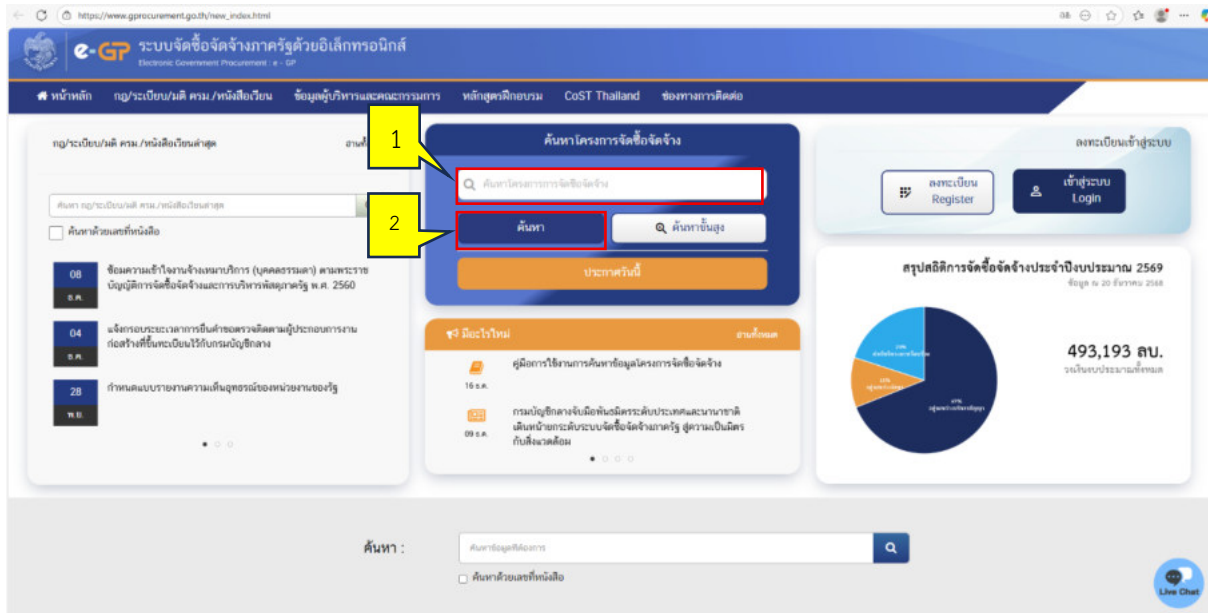 https://www.gprocurement.go.th/new_index.html
e-GP ระบบจัดซื้อจัดจ้างภาครัฐด้วยอิเล็กทรอนิกส์
Electronic Government Procurement : e - GP
หน้าหลัก กฎ/ระเบียบ/มติ ครม./หนังสือเวียน ข้อมูลผู้บริหารและคณะกรรมการ หลักสูตรฝึกอบรม CoST Thailand ช่องทางการติดต่อ
กฎ/ระเบียบ/มติ ครม./หนังสือเวียนล่าสุด
ค้นหา กฎ/ระเบียบ/มติ ครม./หนังสือเวียนล่าสุด
ค้นหาด้วยเลขที่หนังสือ
08 ธ.ค.
ซ้อมความเข้าใจงานจ้างเหมาบริการ (บุคคลธรรมดา) ตามพระราช
บัญญัติการจัดซื้อจัดจ้างและการบริหารพัสดุภาครัฐ พ.ศ. 2560
04 ธ.ค.
แจ้งกรอบระยะเวลาการยื่นคำขอตรวจติดตามผู้ประกอบการงาน
ก่อสร้างที่ขึ้นทะเบียนไว้กับกรมบัญชีกลาง
28 พ.ย.
กำหนดแบบรายงานความเห็นอุทธรณ์ของหน่วยงานของรัฐ
1
2
ค้นหาโครงการจัดซื้อจัดจ้าง
ค้นหาโครงการการจัดซื้อจัดจ้าง
ค้นหา
ค้นหาขั้นสูง
ประกาศวันนี้
มีอะไรใหม่
อ่านทั้งหมด
16 ธ.ค.
คู่มือการใช้งานการค้นหาข้อมูลโครงการจัดซื้อจัดจ้าง
09 ธ.ค.
กรมบัญชีกลางจับมือพันธมิตรระดับประเทศและนานาชาติ
เดินหน้ายกระดับระบบจัดซื้อจัดจ้างภาครัฐ สู่ความเป็นมิตร
กับสิ่งแวดล้อม
ลงทะเบียนเข้าสู่ระบบ
ลงทะเบียน
Register
เข้าสู่ระบบ
Login
สรุปสถิติการจัดซื้อจัดจ้างประจำปีงบประมาณ 2569
ข้อมูล ณ 20 ธันวาคม 2568
493,193 ลบ.
วงเงินงบประมาณทั้งหมด
ค้นหา :
ค้นหาข้อมูลที่ต้องการ
ค้นหาด้วยเลขที่หนังสือ
Live Chat